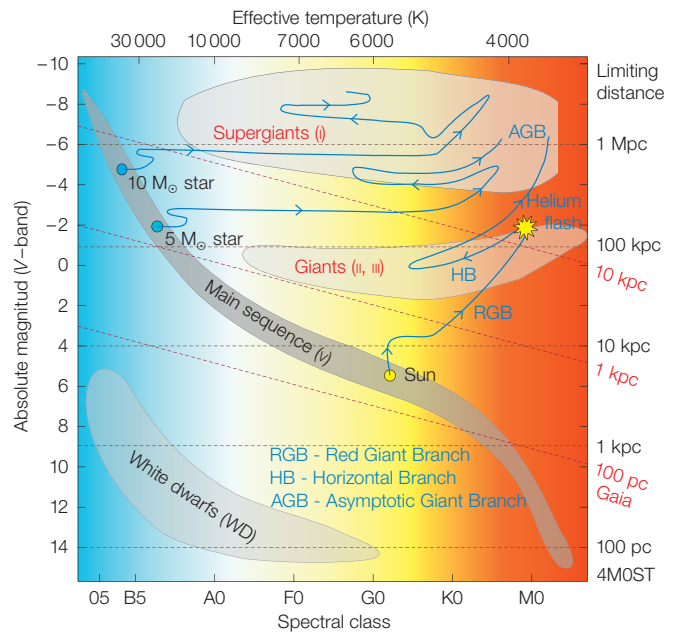 Effective temperature (K)
30 000
10 000
7000
6000
4000
Absolute magnitud (V–band)
–10
–8
–6
–4
–2
0
2
4
6
8
10
12
14
Limiting
distance
1 Mpc
100 kpc
10 kpc
10 kpc
1 kpc
1 kpc
100 pc
Gaia
100 pc
4M0ST
Supergiants (I)
AGB
10 M☉ star
Helium
flash
5 M☉ star
Giants (II, III)
HB
Main sequence (V)
RGB
Sun
RGB - Red Giant Branch
HB - Horizontal Branch
AGB - Asymptotic Giant Branch
White dwarfs (WD)
05
B5
A0
F0
G0
K0
M0
Spectral class